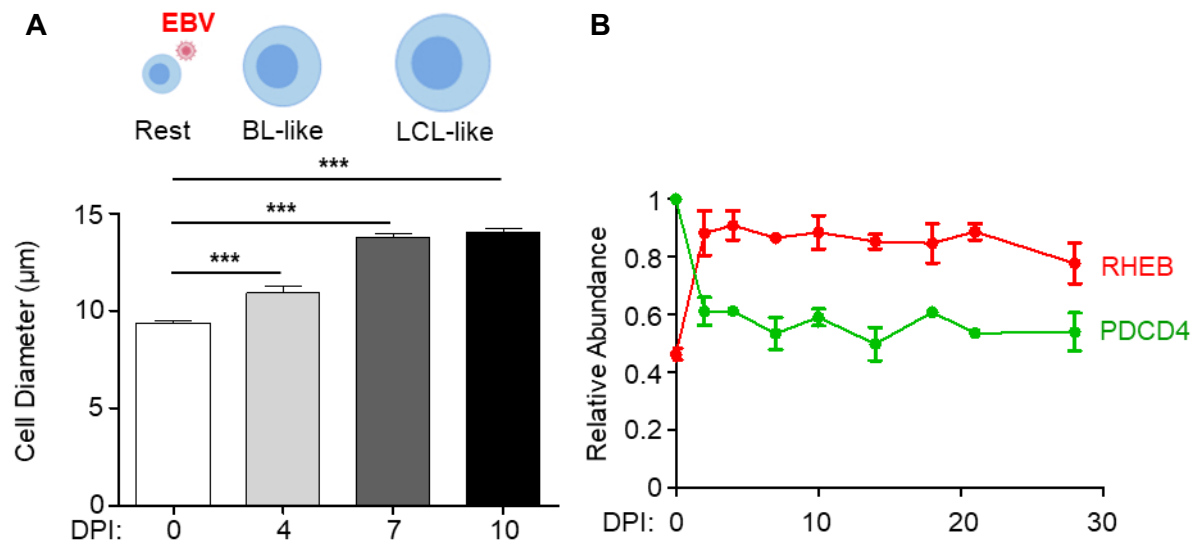 A
EBV
Rest BL-like LCL-like
***
***
***
15
10
5
0
Cell Diameter (µm)
DPI: 0 4 7 10
B
1
0.8
0.6
0.4
0.2
0
Relative Abundance
RHEB
PDCD4
DPI: 0 10 20 30